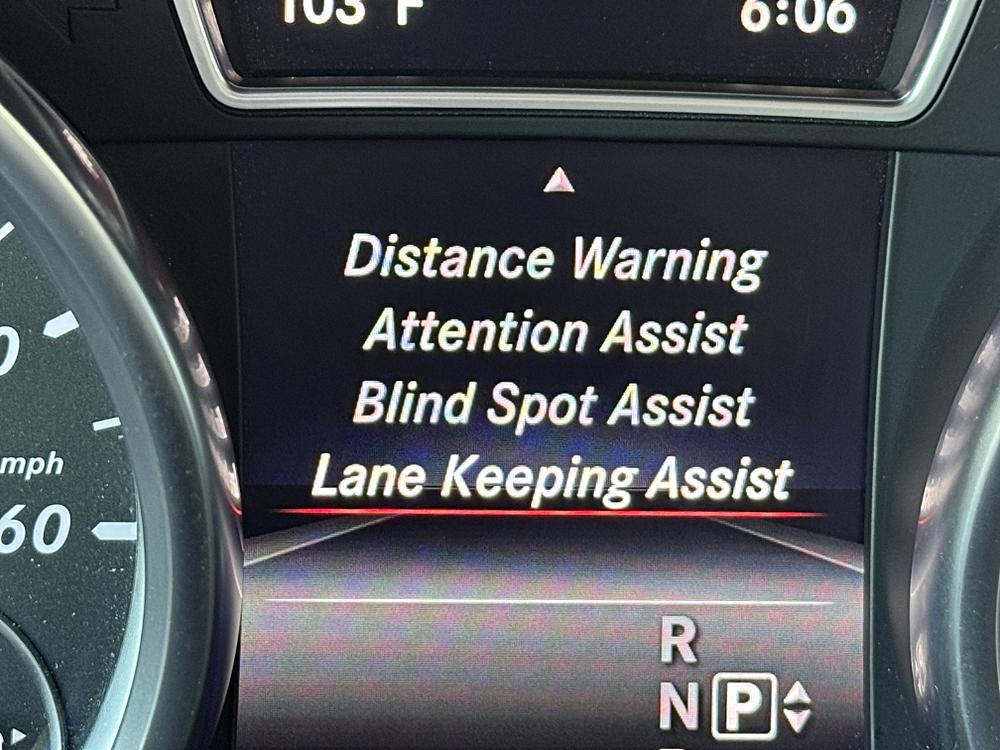 103 F 6:06
Distance Warning
Attention Assist
Blind Spot Assist
Lane Keeping Assist
mph
60
R
N P